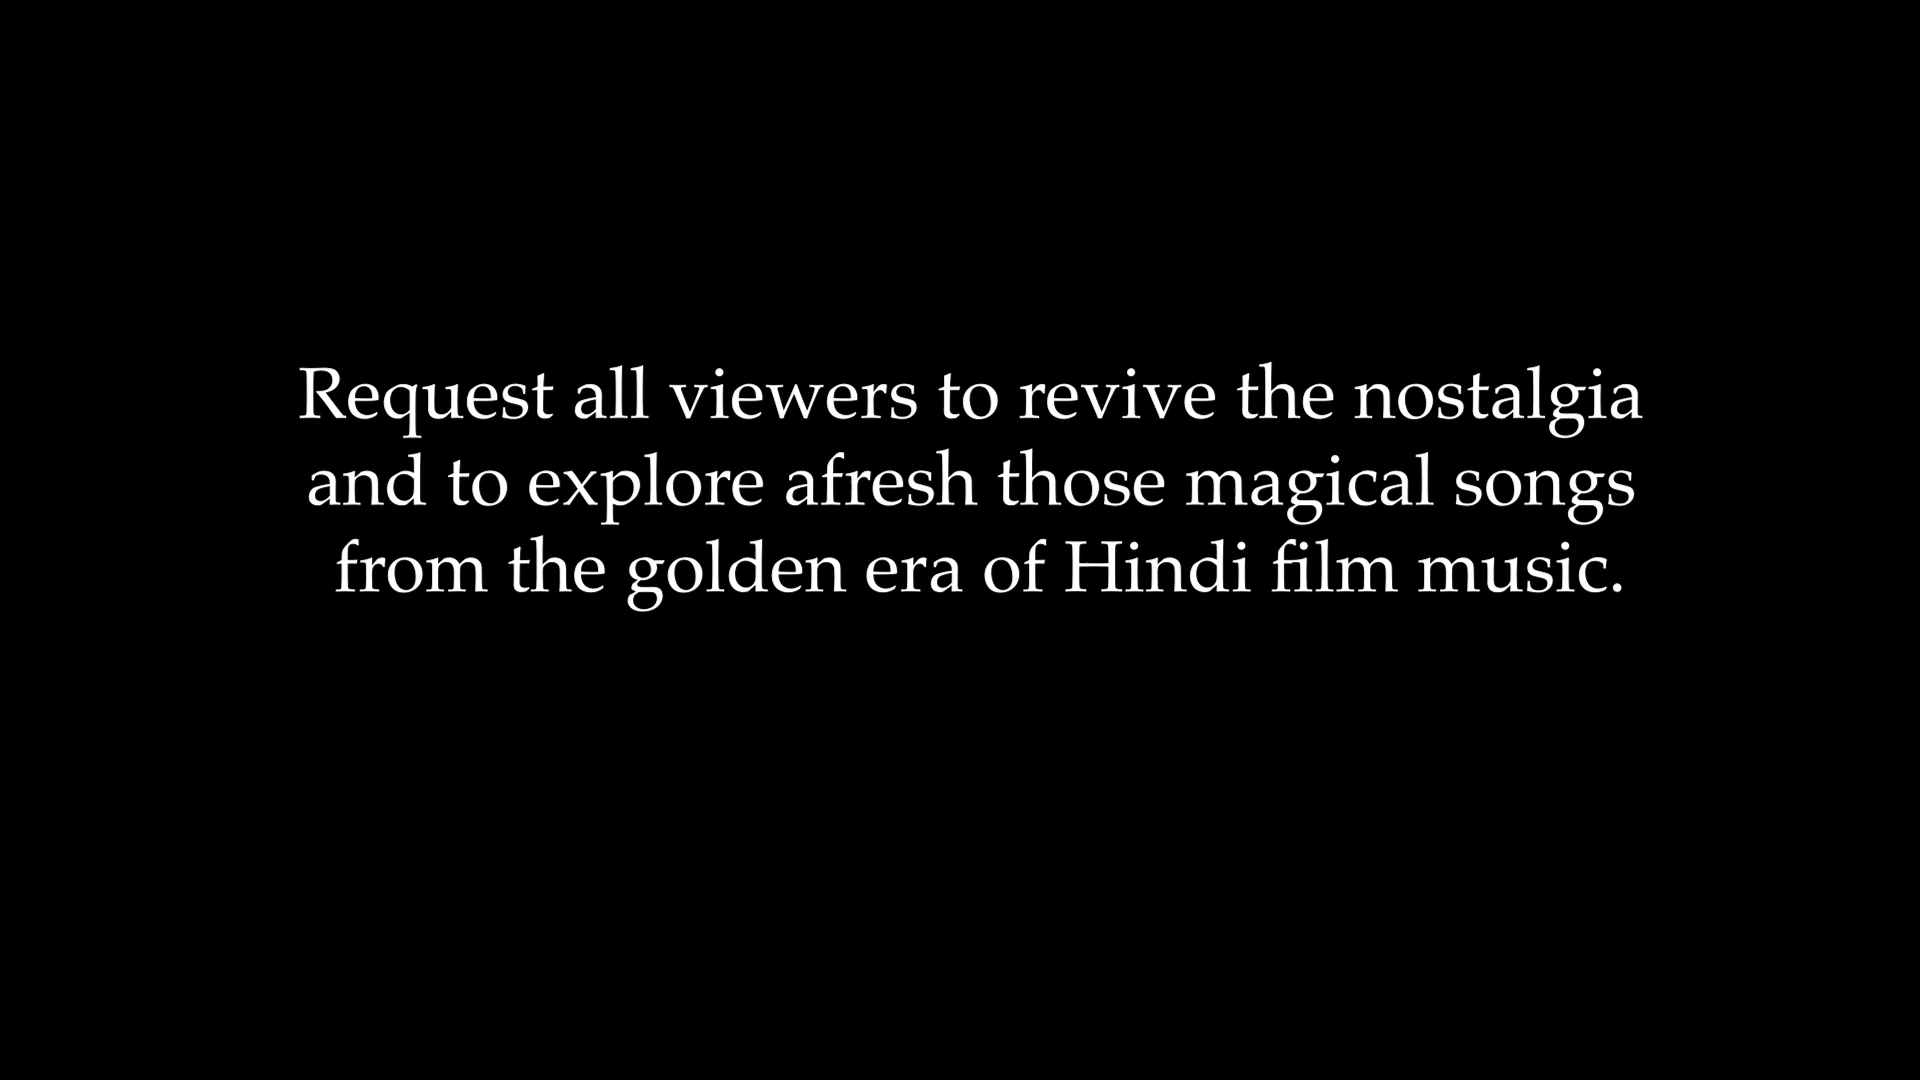 Request all viewers to revive the nostalgia
and to explore afresh those magical songs
from the golden era of Hindi film music.